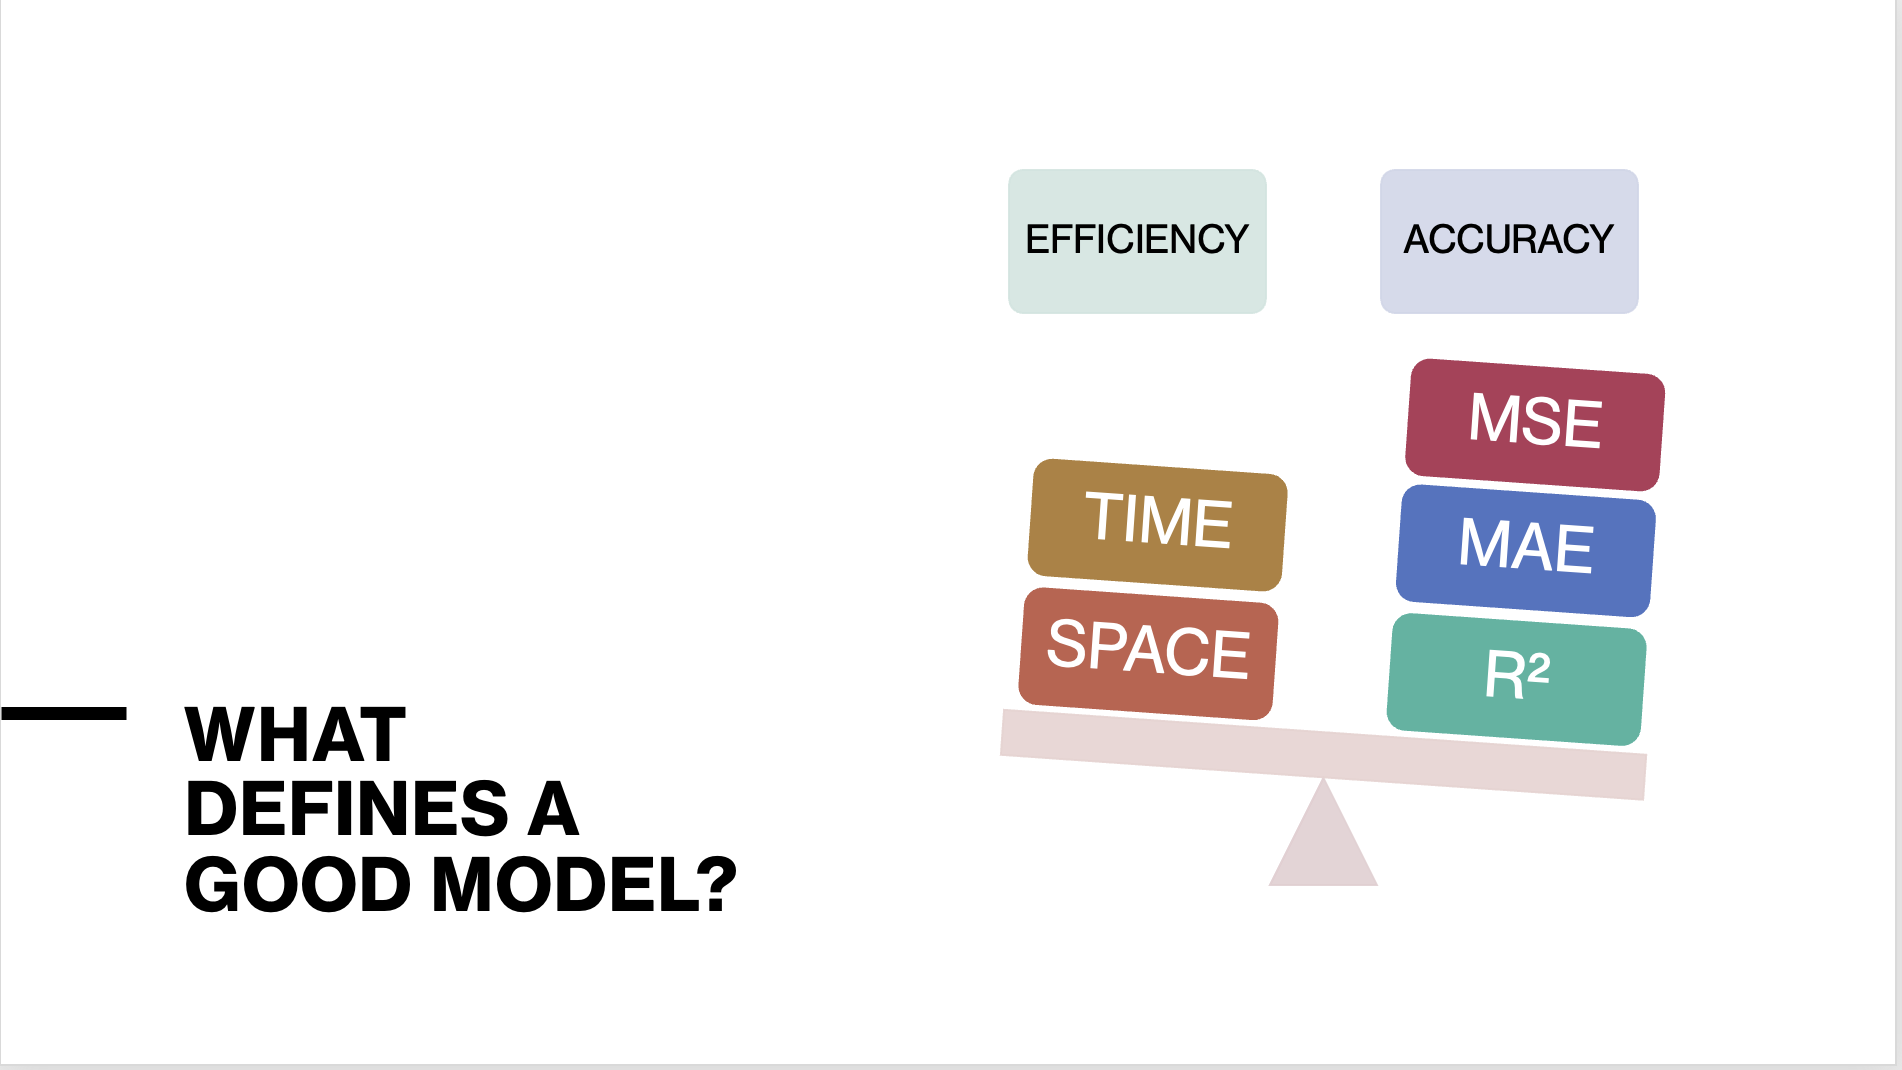 WHAT
DEFINES A
GOOD MODEL?
EFFICIENCY
ACCURACY
TIME
SPACE
MSE
MAE
R²